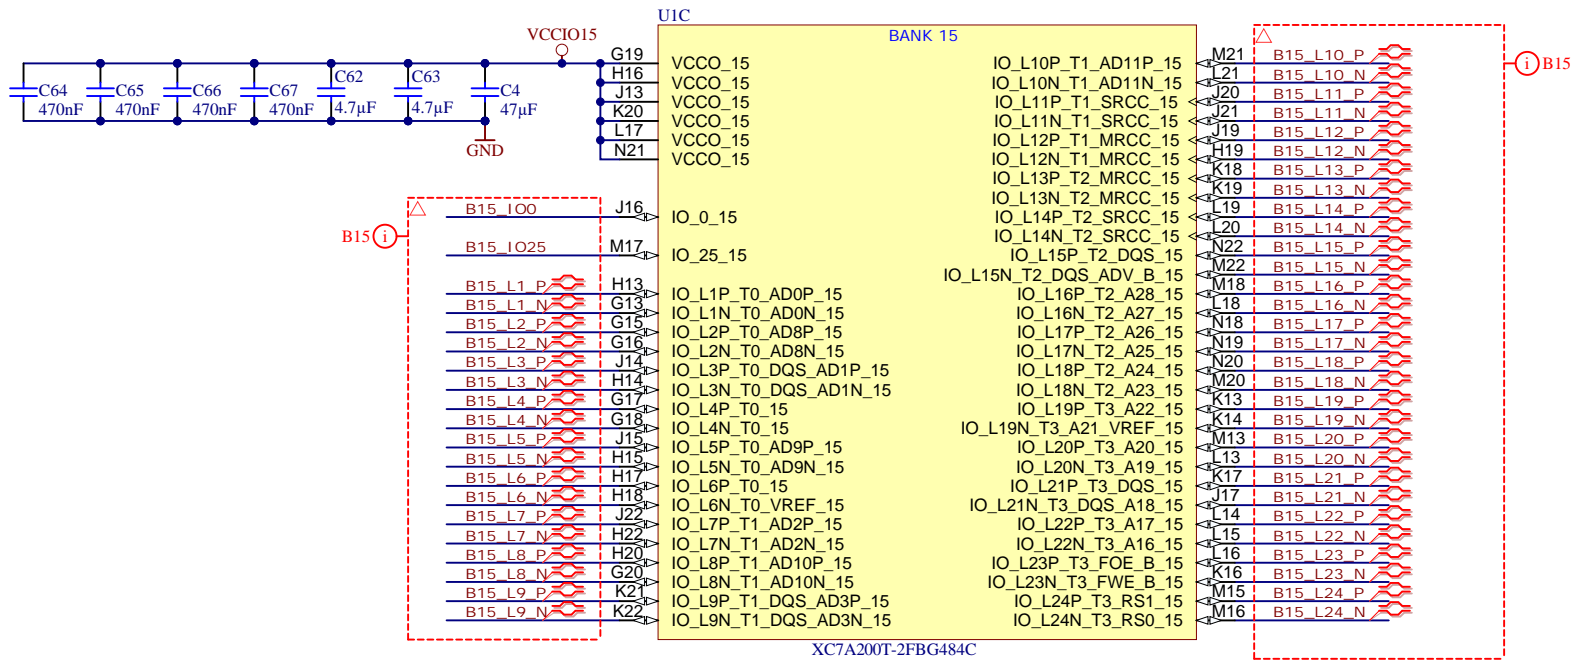 U1C
BANK 15
VCCIO15
C64
470nF
C65
470nF
C66
470nF
C67
470nF
C62
4.7µF
C63
4.7µF
C4
47µF
GND
G19 VCCO_15
H16 VCCO_15
J13 VCCO_15
K20 VCCO_15
L17 VCCO_15
N21 VCCO_15
B15 i
B15_IO0 J16 IO_0_15
B15_IO25 M17 IO_25_15
B15_L1_P H13 IO_L1P_T0_AD0P_15
B15_L1_N G13 IO_L1N_T0_AD0N_15
B15_L2_P G15 IO_L2P_T0_AD8P_15
B15_L2_N G16 IO_L2N_T0_AD8N_15
B15_L3_P J14 IO_L3P_T0_DQS_AD1P_15
B15_L3_N H14 IO_L3N_T0_DQS_AD1N_15
B15_L4_P G17 IO_L4P_T0_15
B15_L4_N G18 IO_L4N_T0_15
B15_L5_P J15 IO_L5P_T0_AD9P_15
B15_L5_N H15 IO_L5N_T0_AD9N_15
B15_L6_P H17 IO_L6P_T0_15
B15_L6_N H18 IO_L6N_T0_VREF_15
B15_L7_P J22 IO_L7P_T1_AD2P_15
B15_L7_N H22 IO_L7N_T1_AD2N_15
B15_L8_P H20 IO_L8P_T1_AD10P_15
B15_L8_N G20 IO_L8N_T1_AD10N_15
B15_L9_P K21 IO_L9P_T1_DQS_AD3P_15
B15_L9_N K22 IO_L9N_T1_DQS_AD3N_15
IO_L10P_T1_AD11P_15 M21 B15_L10_P
IO_L10N_T1_AD11N_15 L21 B15_L10_N
IO_L11P_T1_SRCC_15 J20 B15_L11_P
IO_L11N_T1_SRCC_15 J21 B15_L11_N
IO_L12P_T1_MRCC_15 J19 B15_L12_P
IO_L12N_T1_MRCC_15 H19 B15_L12_N
IO_L13P_T2_MRCC_15 K18 B15_L13_P
IO_L13N_T2_MRCC_15 K19 B15_L13_N
IO_L14P_T2_SRCC_15 L19 B15_L14_P
IO_L14N_T2_SRCC_15 L20 B15_L14_N
IO_L15P_T2_DQS_15 N22 B15_L15_P
IO_L15N_T2_DQS_ADV_B_15 M22 B15_L15_N
IO_L16P_T2_A28_15 M18 B15_L16_P
IO_L16N_T2_A27_15 L18 B15_L16_N
IO_L17P_T2_A26_15 N18 B15_L17_P
IO_L17N_T2_A25_15 N19 B15_L17_N
IO_L18P_T2_A24_15 N20 B15_L18_P
IO_L18N_T2_A23_15 M20 B15_L18_N
IO_L19P_T3_A22_15 K13 B15_L19_P
IO_L19N_T3_A21_VREF_15 K14 B15_L19_N
IO_L20P_T3_A20_15 M13 B15_L20_P
IO_L20N_T3_A19_15 L13 B15_L20_N
IO_L21P_T3_DQS_15 K17 B15_L21_P
IO_L21N_T3_DQS_A18_15 J17 B15_L21_N
IO_L22P_T3_A17_15 L14 B15_L22_P
IO_L22N_T3_A16_15 L15 B15_L22_N
IO_L23P_T3_FOE_B_15 L16 B15_L23_P
IO_L23N_T3_FWE_B_15 K16 B15_L23_N
IO_L24P_T3_RS1_15 M15 B15_L24_P
IO_L24N_T3_RS0_15 M16 B15_L24_N
i B15
XC7A200T-2FBG484C